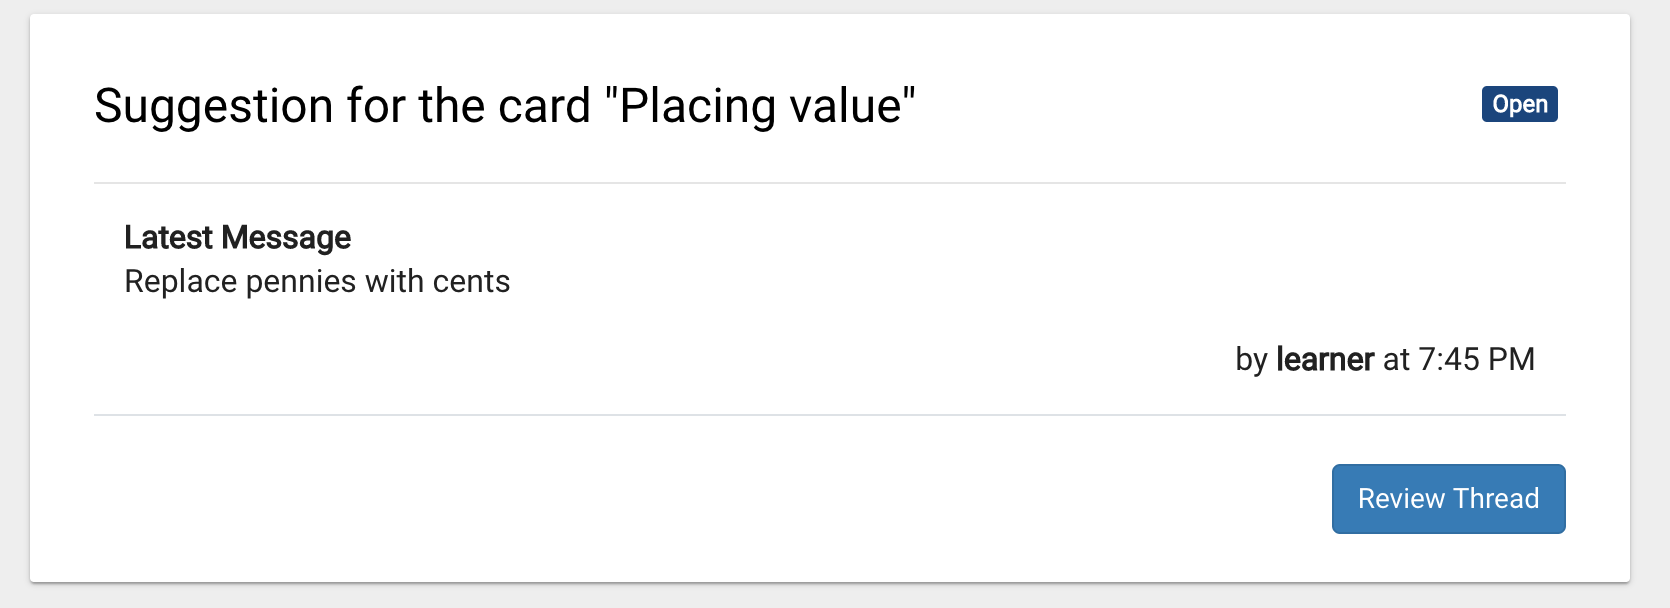 Suggestion for the card "Placing value"
Open
Latest Message
Replace pennies with cents
by learner at 7:45 PM
Review Thread